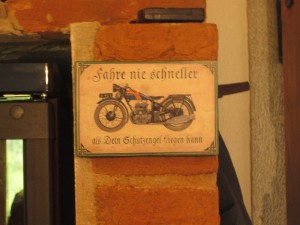 Fahre nie schneller
als Dein Schutzengel fliegen kann